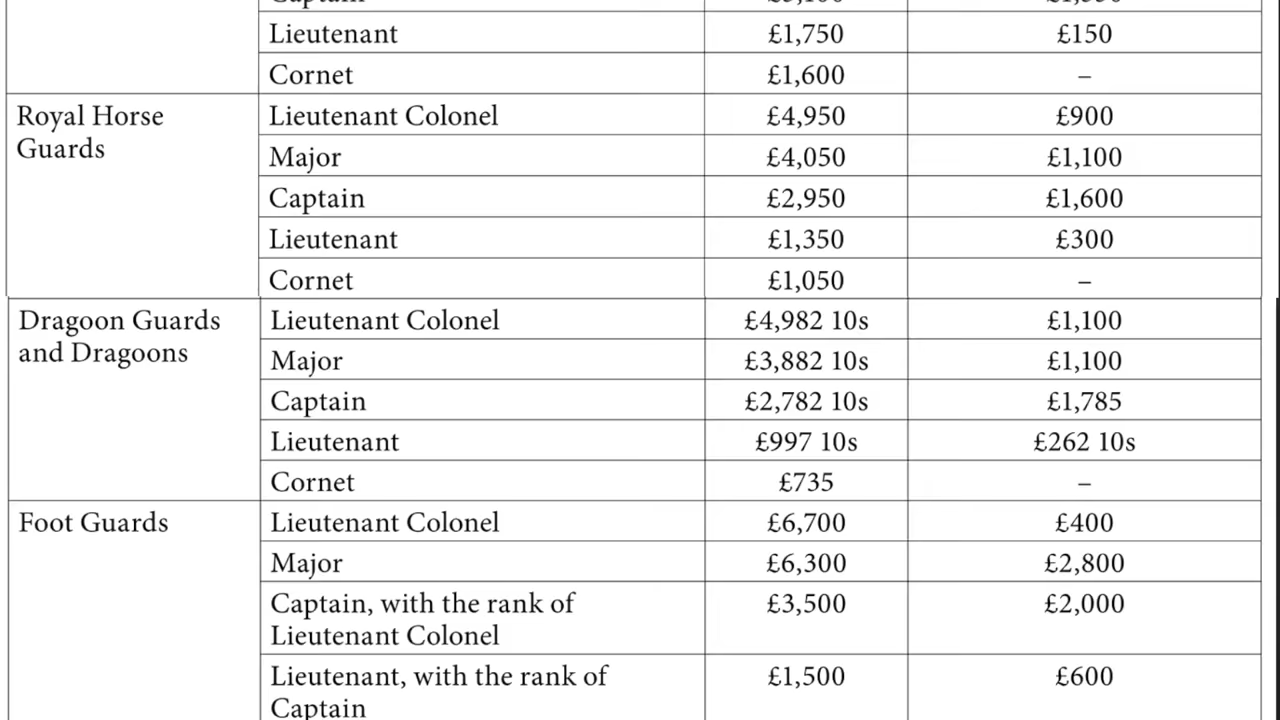 Lieutenant £1,750 £150
Cornet £1,600 –
Royal Horse Lieutenant Colonel £4,950 £900
Guards
Major £4,050 £1,100
Captain £2,950 £1,600
Lieutenant £1,350 £300
Cornet £1,050 –
Dragoon Guards Lieutenant Colonel £4,982 10s £1,100
and Dragoons
Major £3,882 10s £1,100
Captain £2,782 10s £1,785
Lieutenant £997 10s £262 10s
Cornet £735 –
Foot Guards Lieutenant Colonel £6,700 £400
Major £6,300 £2,800
Captain, with the rank of £3,500 £2,000
Lieutenant Colonel
Lieutenant, with the rank of £1,500 £600
Captain